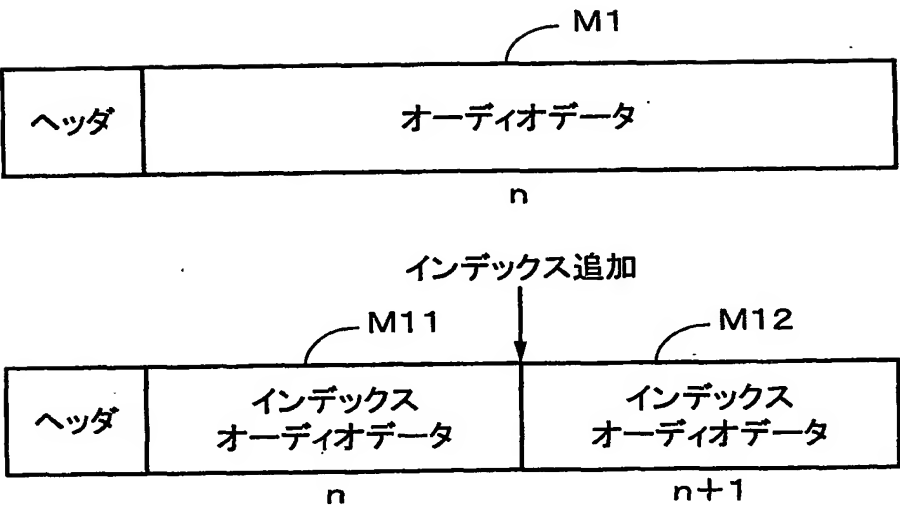 M1
ヘッダ
オーディオデータ
n
インデックス追加
M11
M12
ヘッダ
インデックス
オーディオデータ
インデックス
オーディオデータ
n
n+1